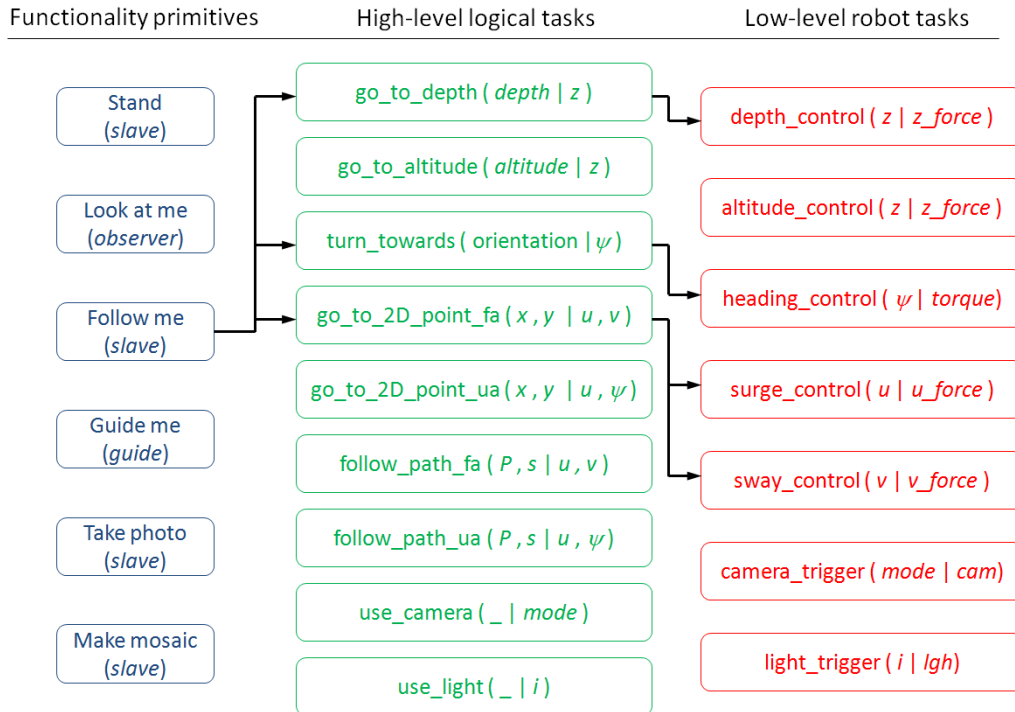 Functionality primitives
High-level logical tasks
Low-level robot tasks
Stand
(slave)
Look at me
(observer)
Follow me
(slave)
Guide me
(guide)
Take photo
(slave)
Make mosaic
(slave)
go_to_depth ( depth | z )
go_to_altitude ( altitude | z )
turn_towards ( orientation | ψ )
go_to_2D_point_fa ( x , y | u , v )
go_to_2D_point_ua ( x , y | u , ψ )
follow_path_fa ( P , s | u , v )
follow_path_ua ( P , s | u , ψ )
use_camera ( _ | mode )
use_light ( _ | i )
depth_control ( z | z_force )
altitude_control ( z | z_force )
heading_control ( ψ | torque)
surge_control ( u | u_force )
sway_control ( v | v_force )
camera_trigger ( mode | cam)
light_trigger ( i | lgh)